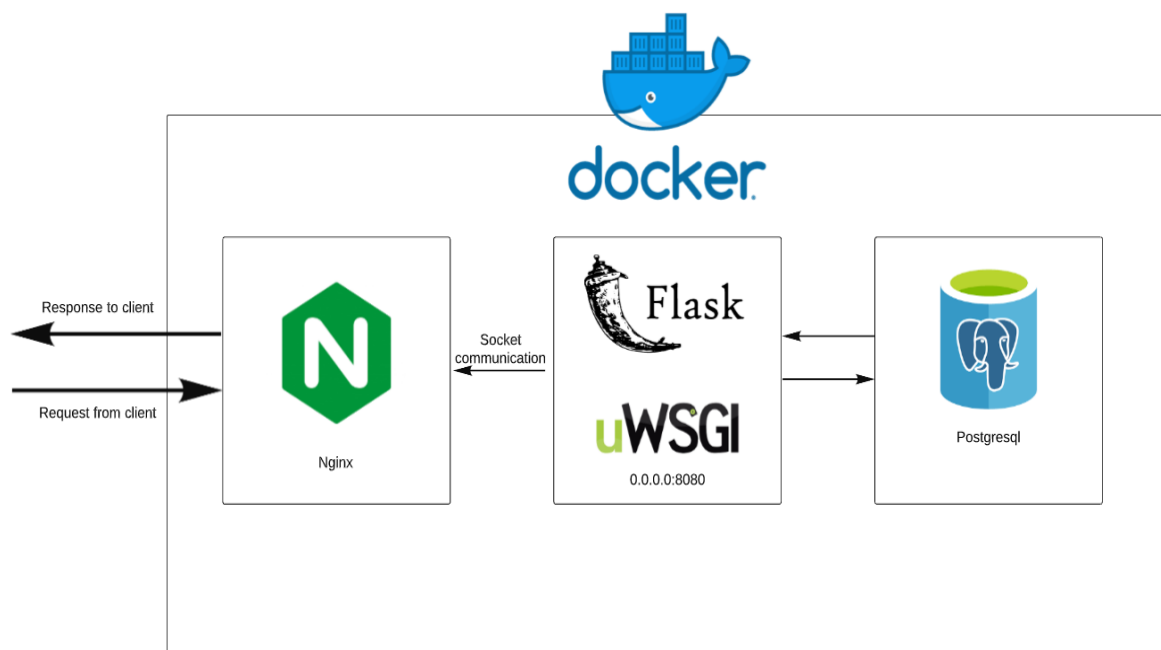 docker
Response to client
Request from client
N
Nginx
Socket
communication
Flask
uWSGI
0.0.0.0:8080
Postgresql